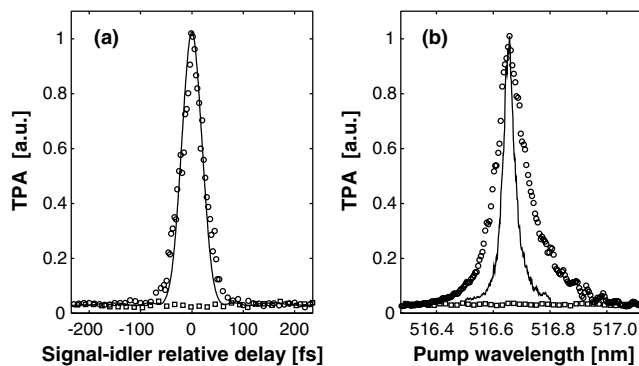 (a)
TPA [a.u.]
1
0.8
0.6
0.4
0.2
0
-200 -100 0 100 200
Signal-idler relative delay [fs]
(b)
TPA [a.u.]
1
0.8
0.6
0.4
0.2
0
516.4 516.6 516.8 517.0
Pump wavelength [nm]